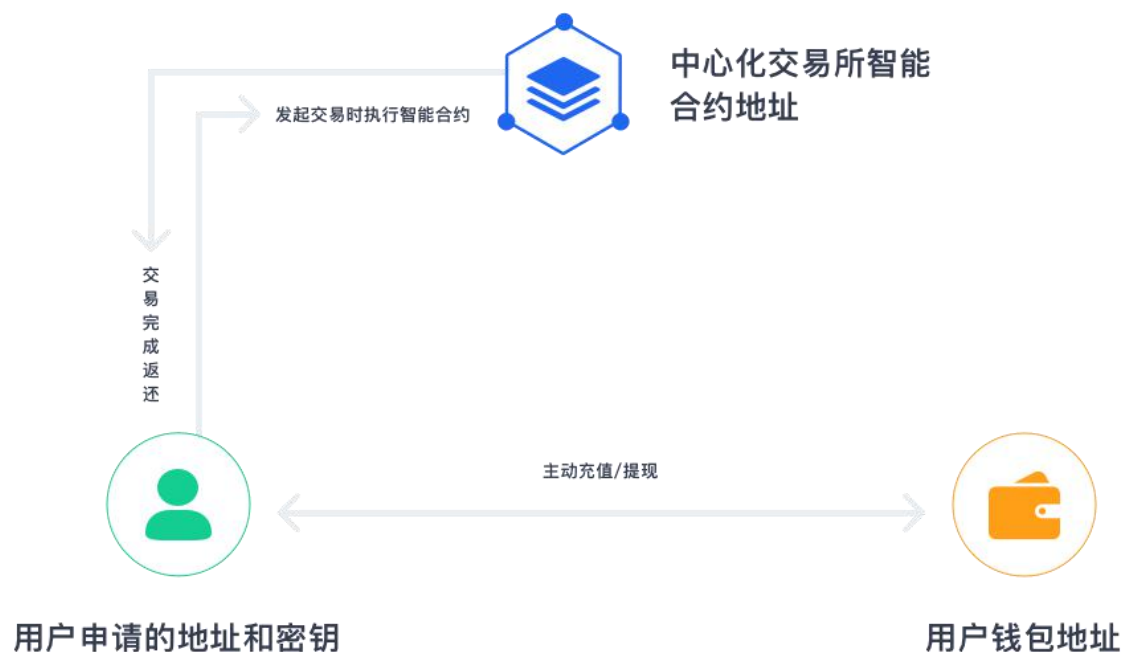 中心化交易所智能
合约地址
发起交易时执行智能合约
交易完成返还
主动充值/提现
用户申请的地址和密钥
用户钱包地址